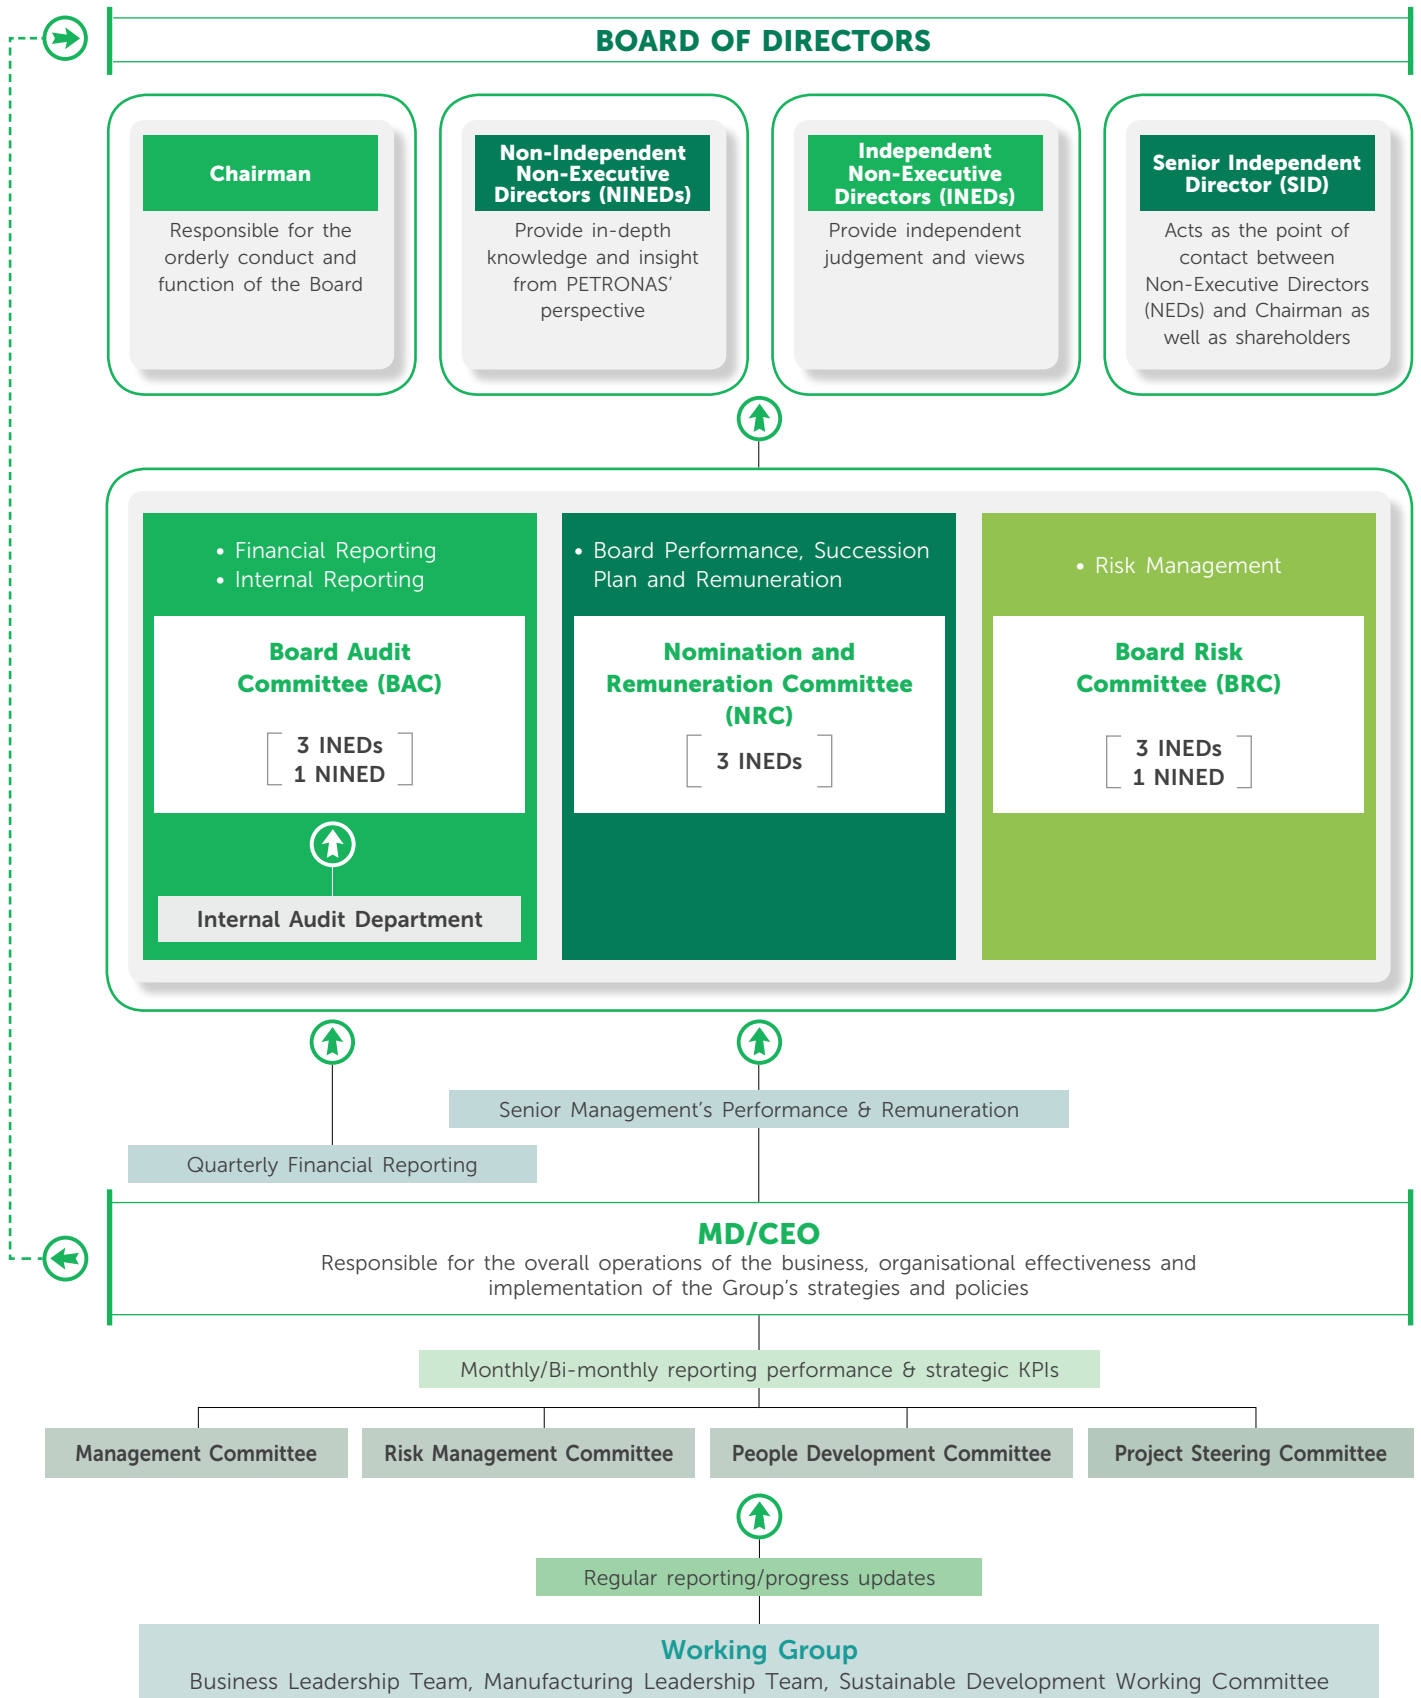 BOARD OF DIRECTORS
Chairman
Responsible for the
orderly conduct and
function of the Board
Non-Independent
Non-Executive
Directors (NINEDs)
Provide in-depth
knowledge and insight
from PETRONAS’
perspective
Independent
Non-Executive
Directors (INEDs)
Provide independent
judgement and views
Senior Independent
Director (SID)
Acts as the point of
contact between
Non-Executive Directors
(NEDs) and Chairman as
well as shareholders
• Financial Reporting
• Internal Reporting
Board Audit
Committee (BAC)
3 INEDs
1 NINED
Internal Audit Department
• Board Performance, Succession
Plan and Remuneration
Nomination and
Remuneration Committee
(NRC)
3 INEDs
• Risk Management
Board Risk
Committee (BRC)
3 INEDs
1 NINED
Senior Management’s Performance & Remuneration
Quarterly Financial Reporting
MD/CEO
Responsible for the overall operations of the business, organisational effectiveness and
implementation of the Group’s strategies and policies
Monthly/Bi-monthly reporting performance & strategic KPIs
Management Committee
Risk Management Committee
People Development Committee
Project Steering Committee
Regular reporting/progress updates
Working Group
Business Leadership Team, Manufacturing Leadership Team, Sustainable Development Working Committee